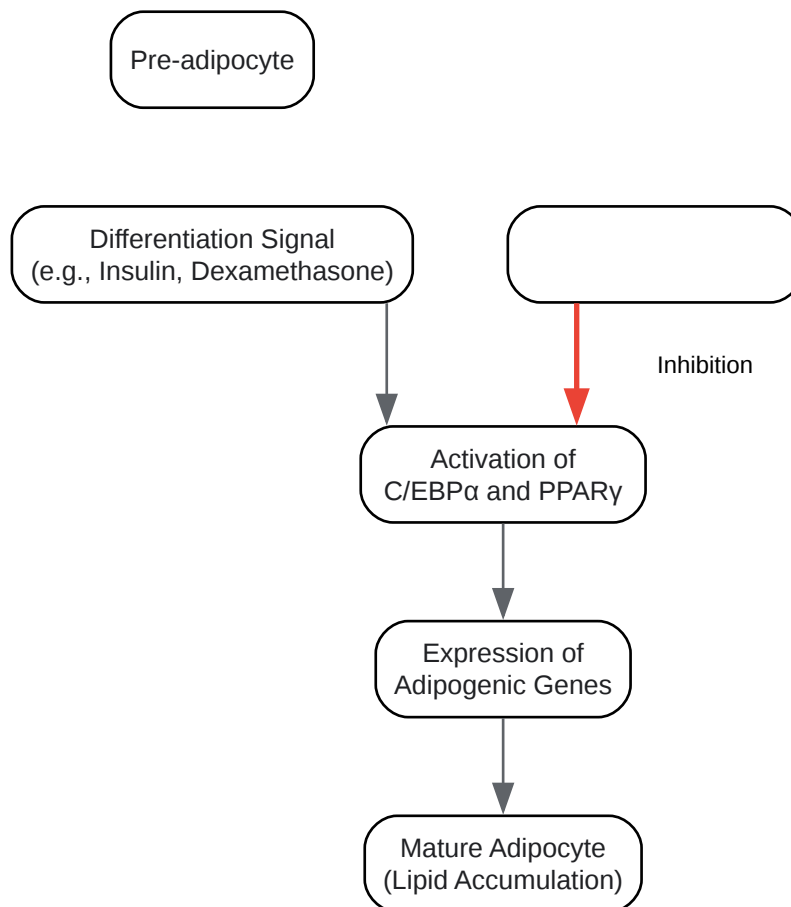 Pre-adipocyte
Differentiation Signal
(e.g., Insulin, Dexamethasone)
Inhibition
Activation of
C/EBPα and PPARγ
Expression of
Adipogenic Genes
Mature Adipocyte
(Lipid Accumulation)